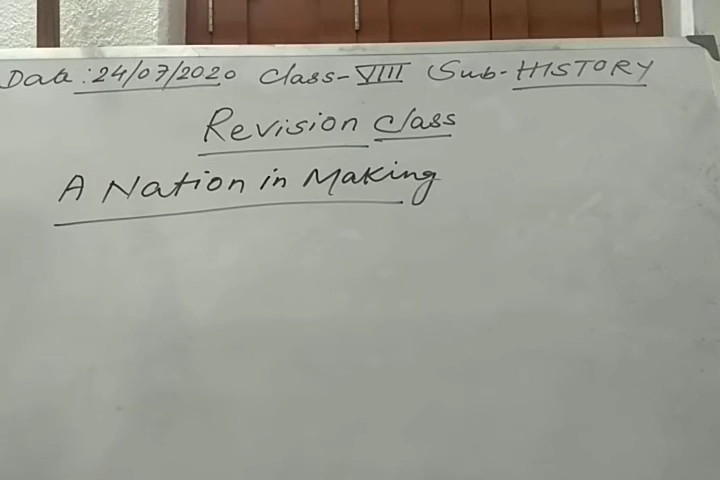 Date : 24/07/2020 Class-VIII Sub-HISTORY
Revision class
A Nation in Making